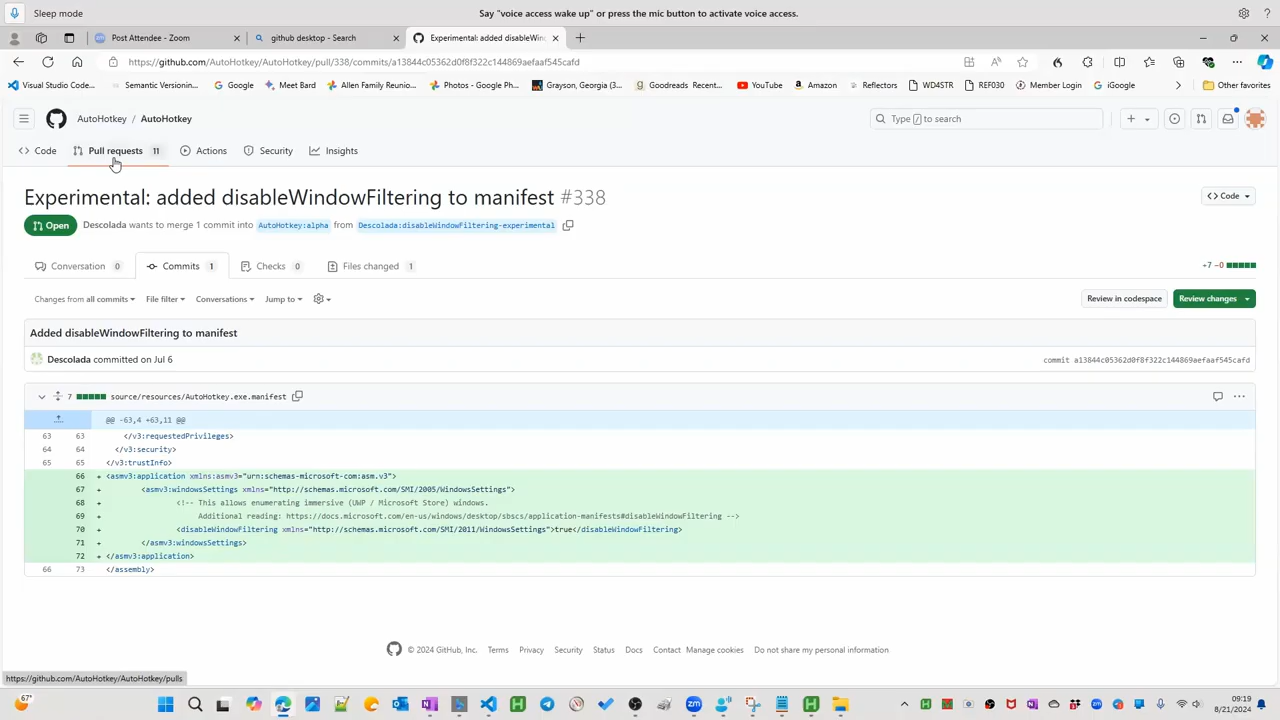 Sleep mode
Say "voice access wake up" or press the mic button to activate voice access.
Post Attendee - Zoom
github desktop - Search
Experimental: added disableWind
https://github.com/AutoHotkey/AutoHotkey/pull/338/commits/a13844c05362d0f8f322c144869aefaaf545cafd
Visual Studio Code...
Semantic Versionin...
Google
Meet Bard
Allen Family Reunio...
Photos - Google Ph...
Grayson, Georgia (3...
Goodreads Recent...
YouTube
Amazon
Reflectors
WD4STR
REF030
Member Login
iGoogle
Other favorites
AutoHotkey / AutoHotkey
Type / to search
Code
Pull requests 11
Actions
Security
Insights
Experimental: added disableWindowFiltering to manifest #338
Code
Open
Descolada wants to merge 1 commit into AutoHotkey:alpha from Descolada:disableWindowFiltering-experimental
Conversation 0
Commits 1
Checks 0
Files changed 1
+7 −0
Changes from all commits
File filter
Conversations
Jump to
Review in codespace
Review changes
Added disableWindowFiltering to manifest
Descolada committed on Jul 6
commit a13844c05362d0f8f322c144869aefaaf545cafd
7 source/resources/AutoHotkey.exe.manifest
@@ -63,4 +63,11 @@
63 63 </v3:requestedPrivileges>
64 64 </v3:security>
65 65 </v3:trustInfo>
66 + <asmv3:application xmlns:asmv3="urn:schemas-microsoft-com:asm.v3">
67 + <asmv3:windowsSettings xmlns="http://schemas.microsoft.com/SMI/2005/WindowsSettings">
68 + <!-- This allows enumerating immersive (UWP / Microsoft Store) windows.
69 + Additional reading: https://docs.microsoft.com/en-us/windows/desktop/sbscs/application-manifests#disableWindowFiltering -->
70 + <disableWindowFiltering xmlns="http://schemas.microsoft.com/SMI/2011/WindowsSettings">true</disableWindowFiltering>
71 + </asmv3:windowsSettings>
72 + </asmv3:application>
66 73 </assembly>
© 2024 GitHub, Inc.
Terms
Privacy
Security
Status
Docs
Contact
Manage cookies
Do not share my personal information
https://github.com/AutoHotkey/AutoHotkey/pulls
67°
09:19
8/21/2024